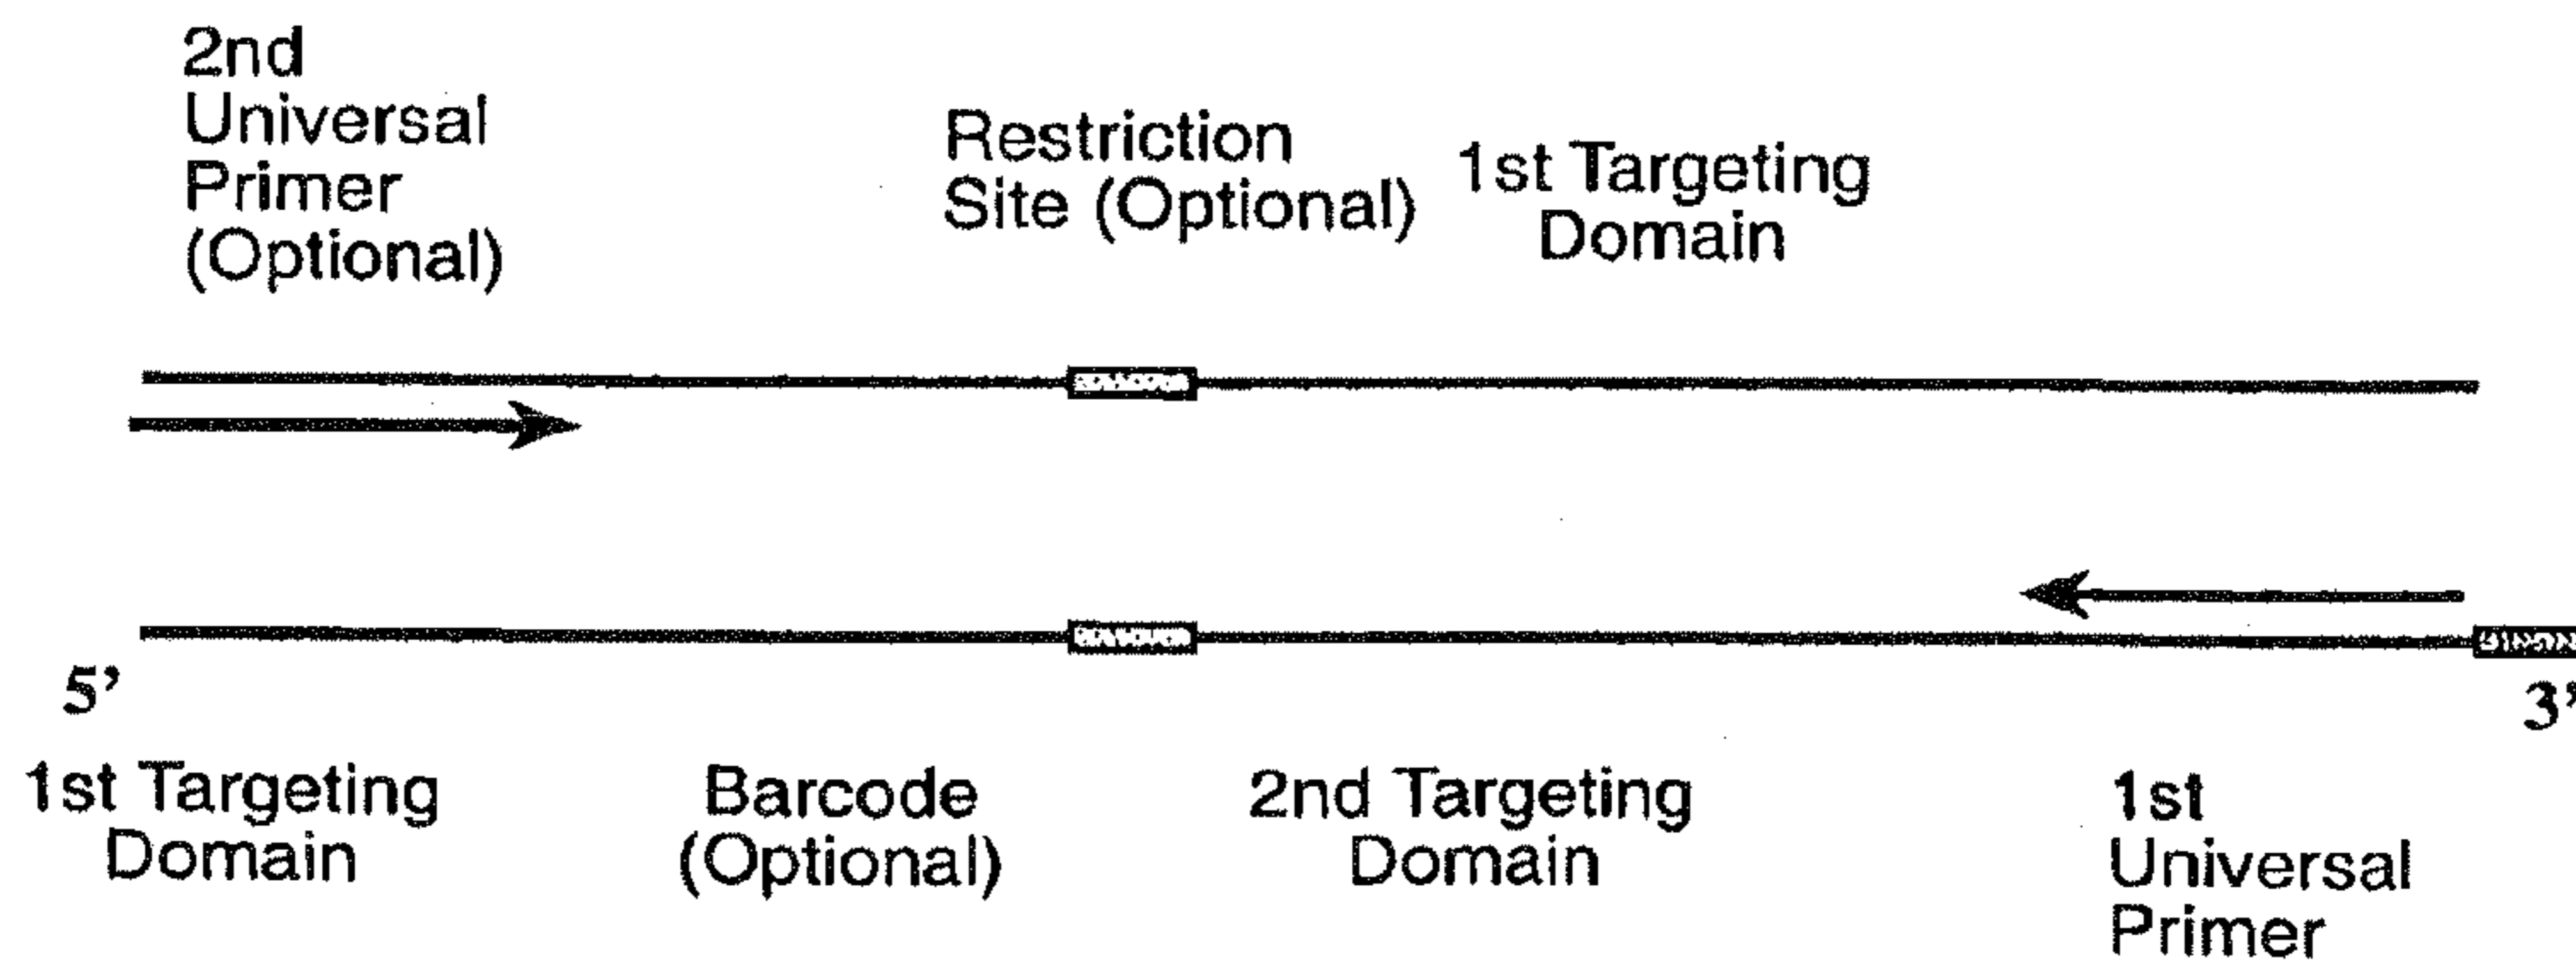 2nd
Universal
Primer
(Optional)
Restriction
Site (Optional)
1st Targeting
Domain
5’
3’
1st Targeting
Domain
Barcode
(Optional)
2nd Targeting
Domain
1st
Universal
Primer